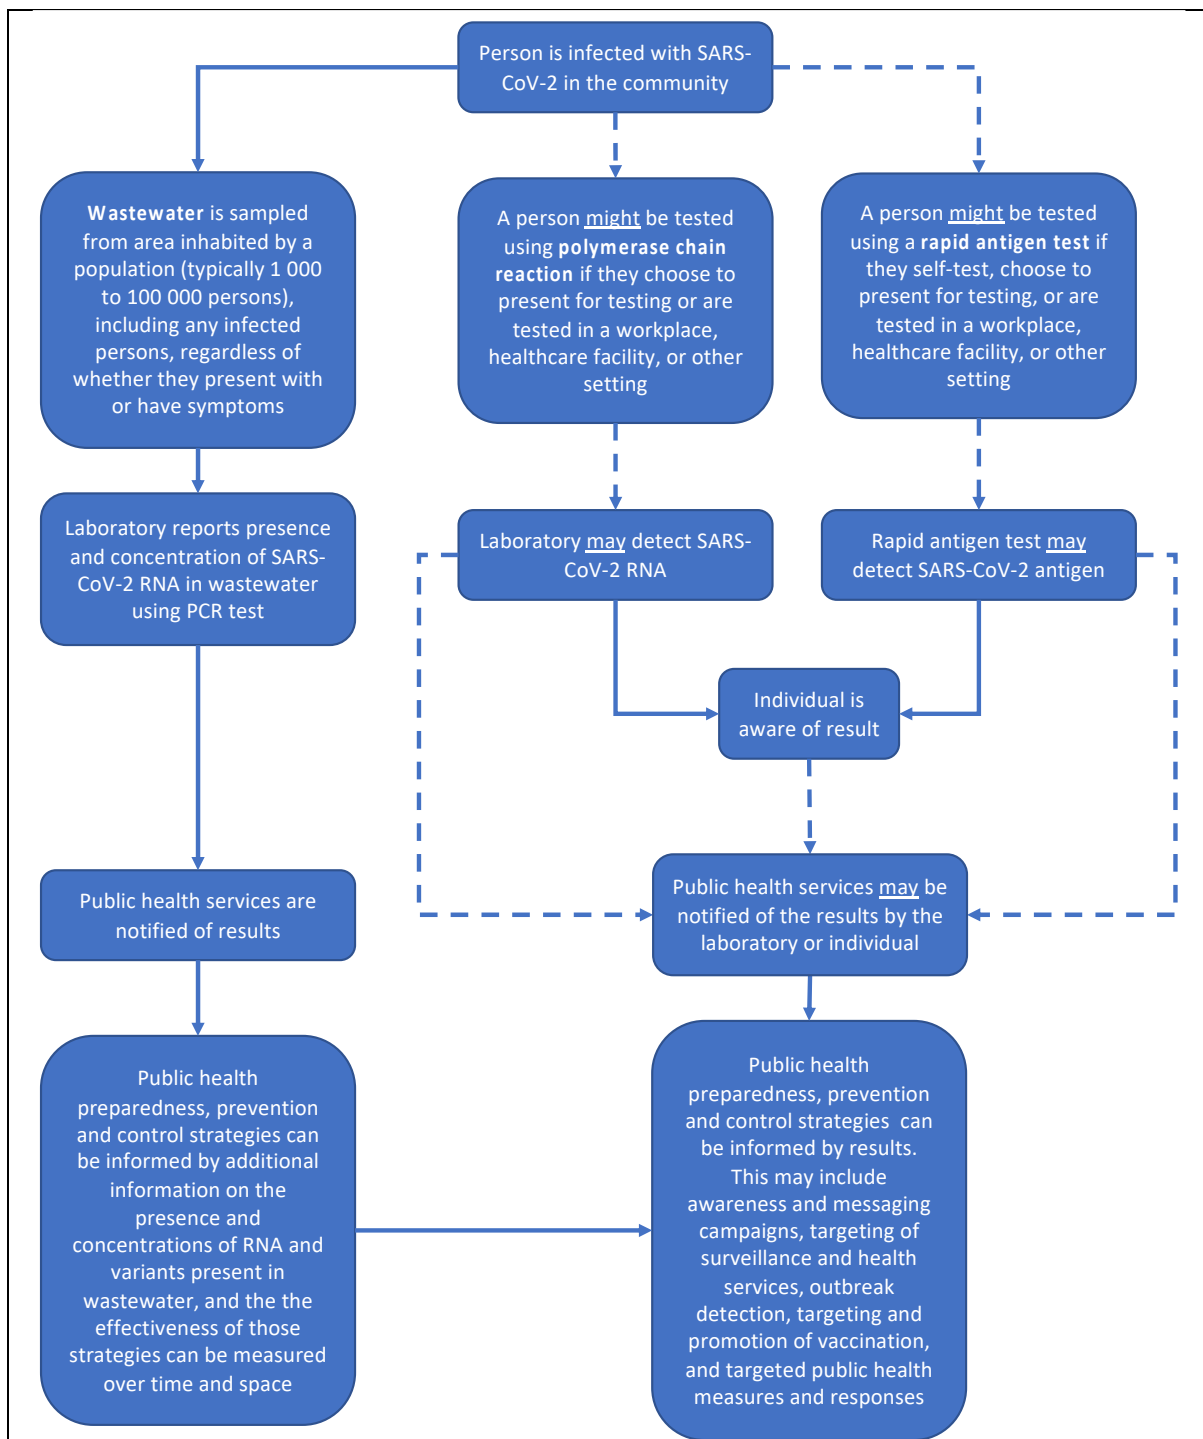 Person is infected with SARS-
CoV-2 in the community
Wastewater is sampled
from area inhabited by a
population (typically 1 000
to 100 000 persons),
including any infected
persons, regardless of
whether they present with
or have symptoms
A person might be tested
using polymerase chain
reaction if they choose to
present for testing or are
tested in a workplace,
healthcare facility, or other
setting
A person might be tested
using a rapid antigen test if
they self-test, choose to
present for testing, or are
tested in a workplace,
healthcare facility, or other
setting
Laboratory reports presence
and concentration of SARS-
CoV-2 RNA in wastewater
using PCR test
Laboratory may detect SARS-
CoV-2 RNA
Rapid antigen test may
detect SARS-CoV-2 antigen
Individual is
aware of result
Public health services are
notified of results
Public health services may be
notified of the results by the
laboratory or individual
Public health
preparedness, prevention
and control strategies can
be informed by additional
information on the
presence and
concentrations of RNA and
variants present in
wastewater, and the the
effectiveness of those
strategies can be measured
over time and space
Public health
preparedness, prevention
and control strategies  can
be informed by results.
This may include
awareness and messaging
campaigns, targeting of
surveillance and health
services, outbreak
detection, targeting and
promotion of vaccination,
and targeted public health
measures and responses